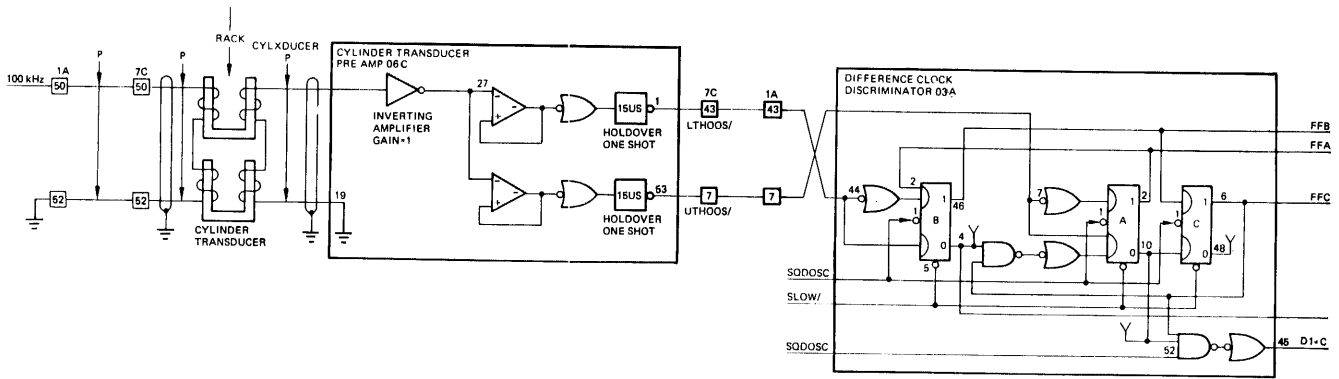 RACK
CYLXDUCER
P
P
P
1A
7C
100 kHz
50
50
52
52
CYLINDER
TRANSDUCER
CYLINDER TRANSDUCER
PRE AMP 06C
INVERTING
AMPLIFIER
GAIN=1
27
19
15US
1
HOLDOVER
ONE SHOT
15US
53
HOLDOVER
ONE SHOT
7C
1A
43
43
LTHOOS/
7
7
UTHOOS/
DIFFERENCE CLOCK
DISCRIMINATOR 03A
FFB
FFA
FFC
44
2
1
46
1
B
0
4
5
7
1
2
1
A
0
10
1
6
1
C
0
48
SQDOSC
SLOW/
SQDOSC
52
45
D1<C